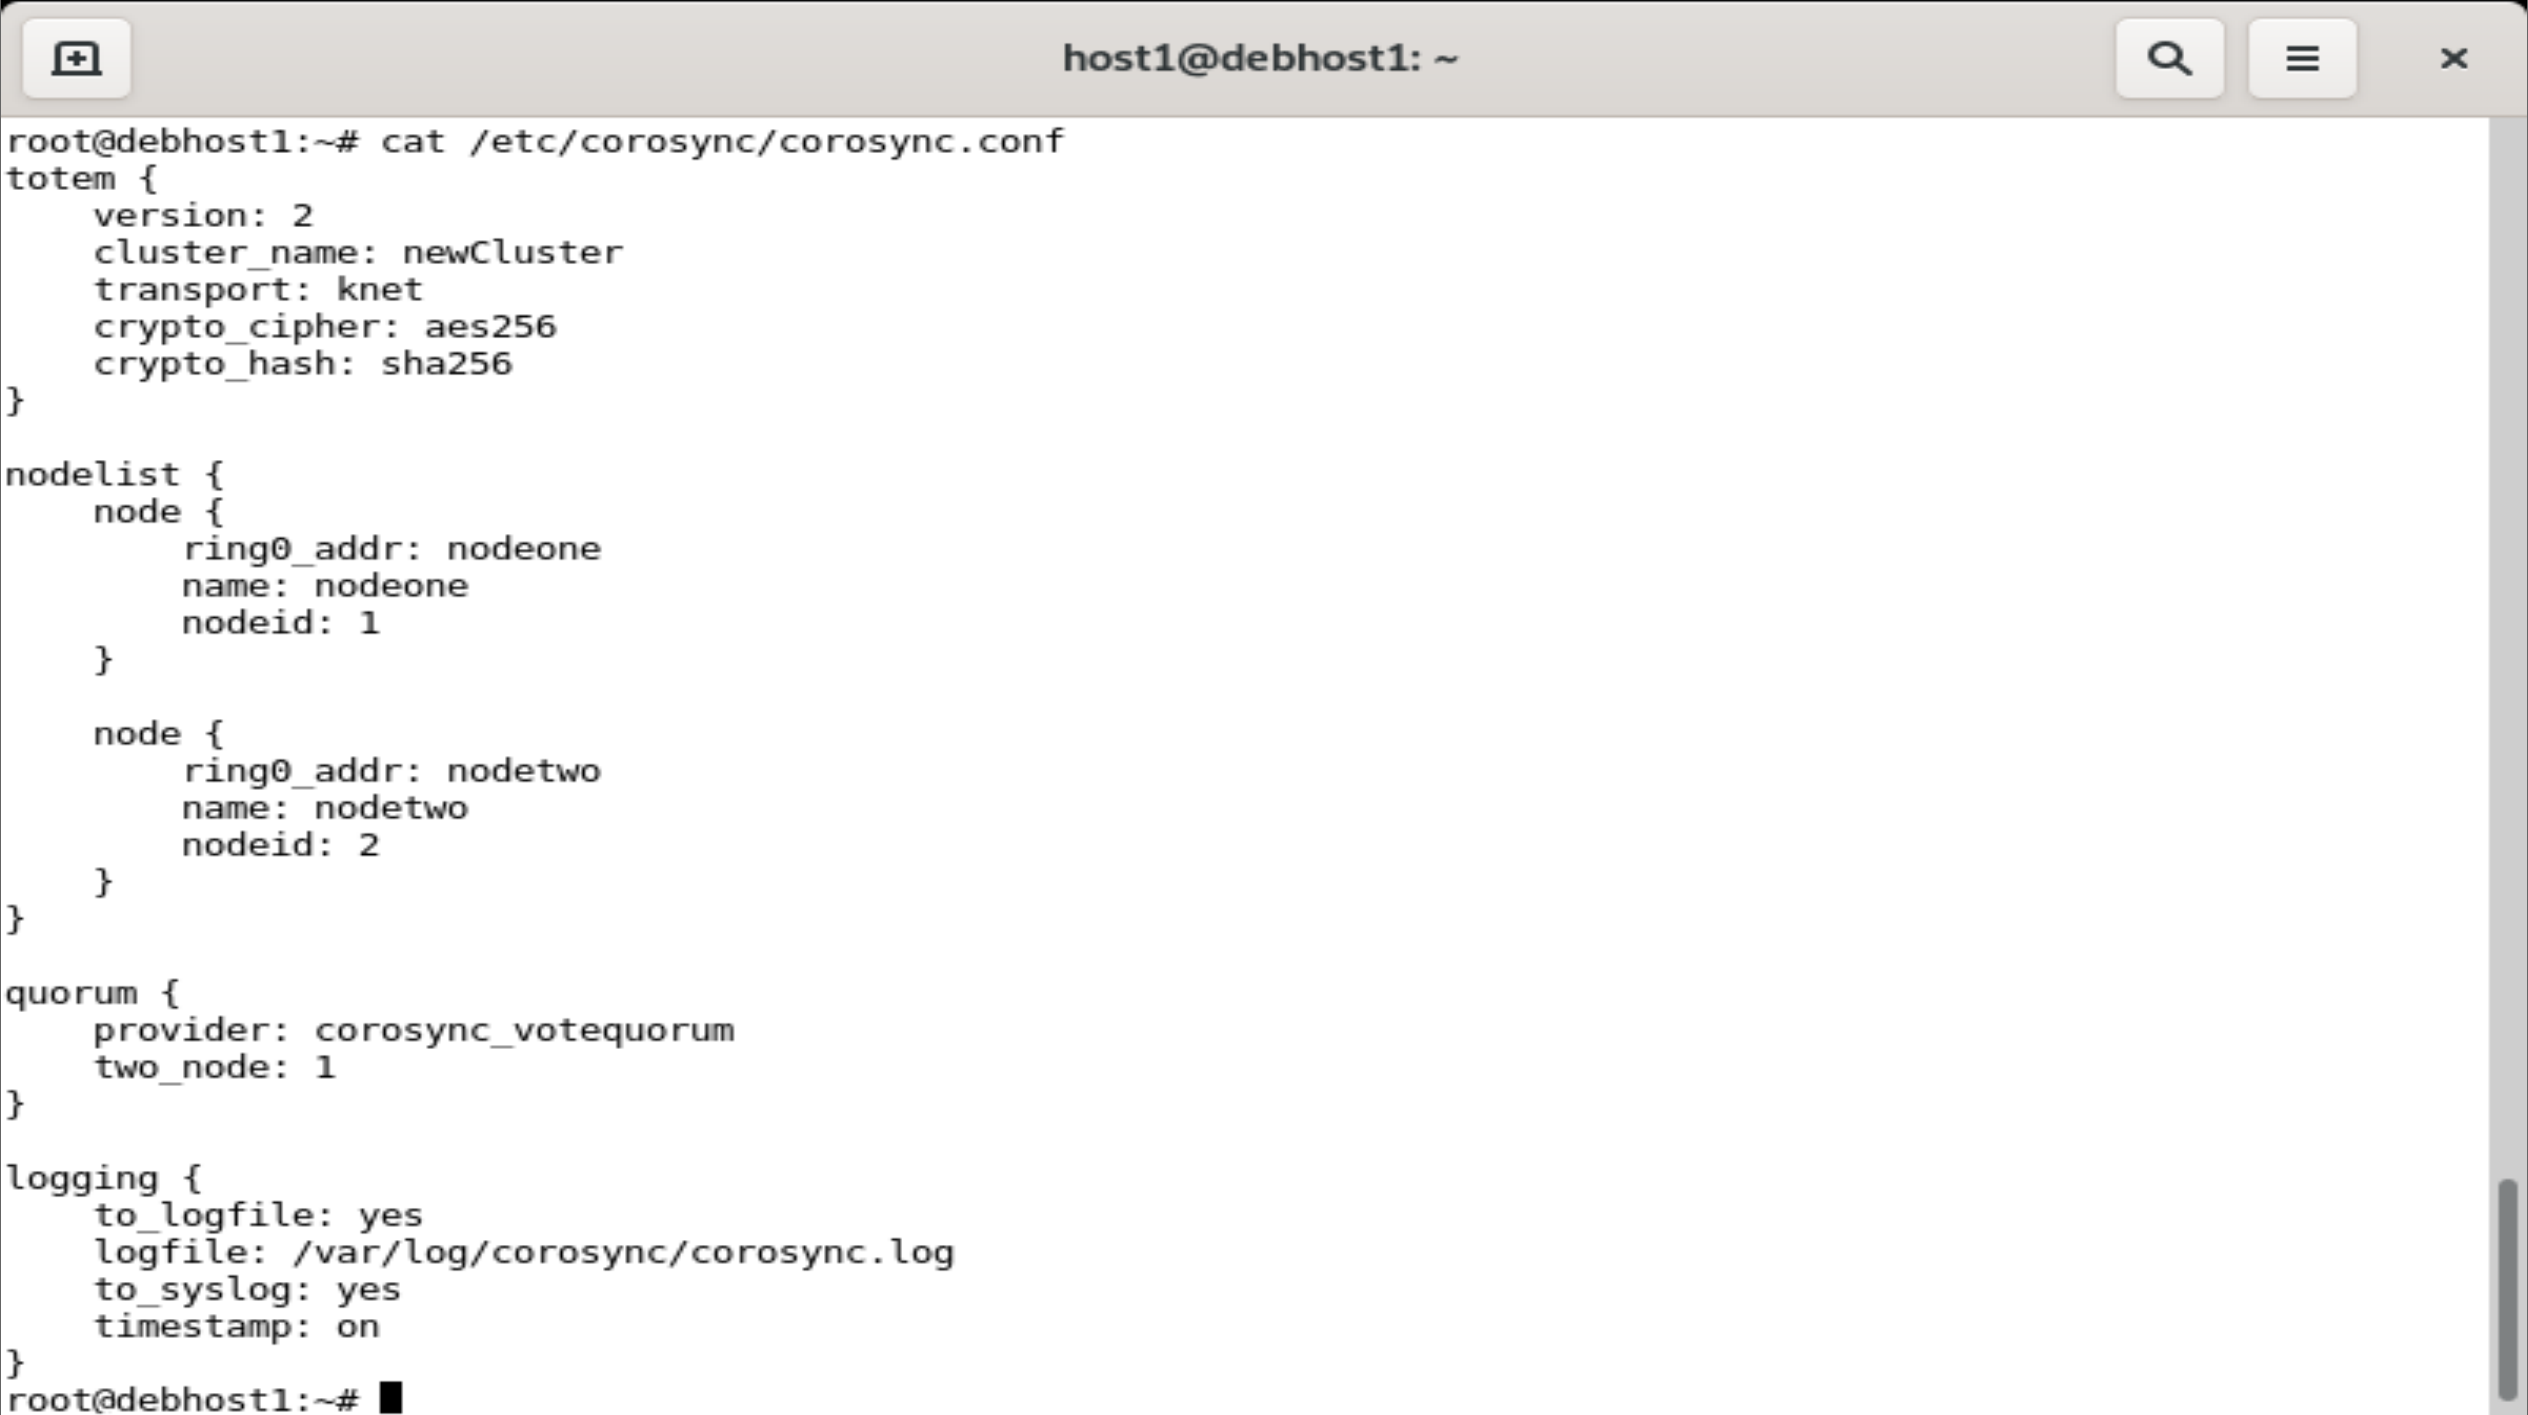 host1@debhost1: ~
root@debhost1:~# cat /etc/corosync/corosync.conf
totem {
    version: 2
    cluster_name: newCluster
    transport: knet
    crypto_cipher: aes256
    crypto_hash: sha256
}

nodelist {
    node {
        ring0_addr: nodeone
        name: nodeone
        nodeid: 1
    }

    node {
        ring0_addr: nodetwo
        name: nodetwo
        nodeid: 2
    }
}

quorum {
    provider: corosync_votequorum
    two_node: 1
}

logging {
    to_logfile: yes
    logfile: /var/log/corosync/corosync.log
    to_syslog: yes
    timestamp: on
}
root@debhost1:~#